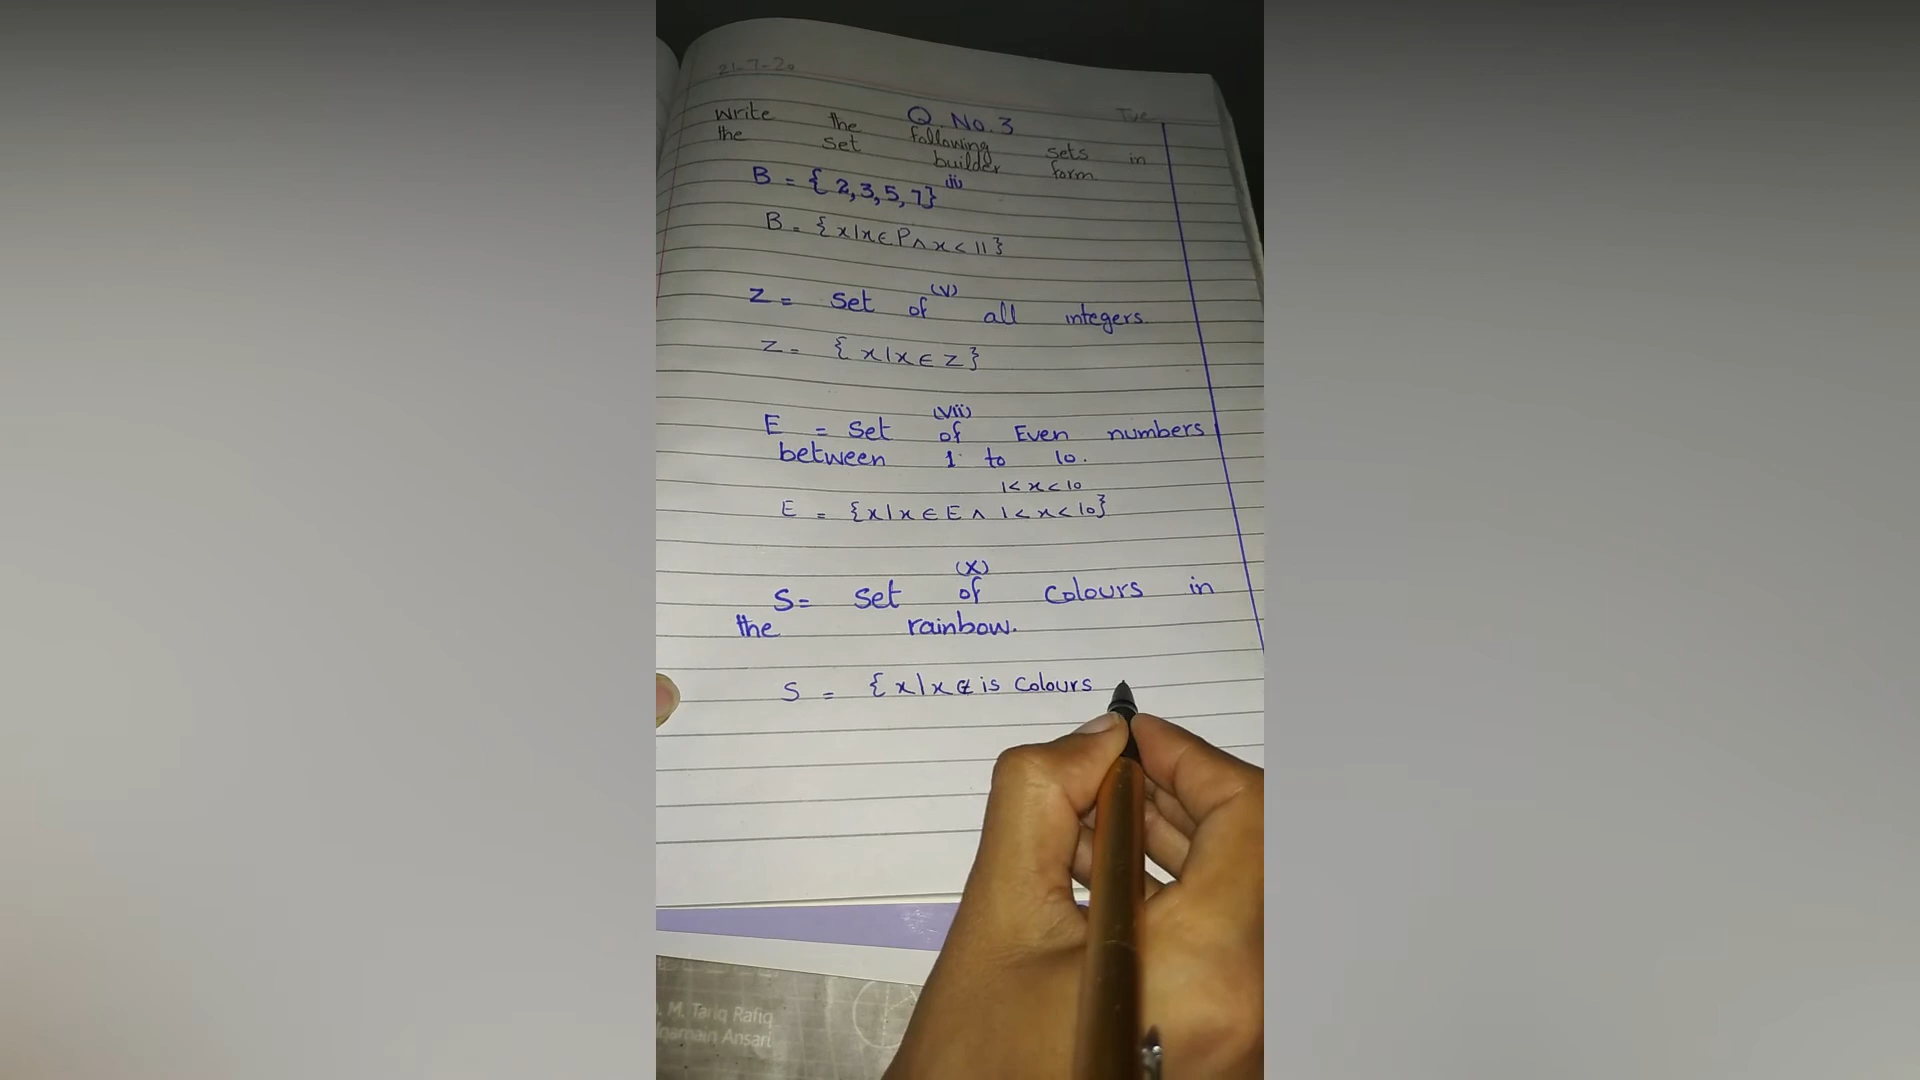 21-7-20
Tue
Q. No. 3
Write the following sets in
the set builder form.
(iii)
B = {2,3,5,7}
B = {x|x∈P∧x<11}
(V)
Z = set of all integers.
Z = {x|x∈Z}
(Vii)
E = set of Even numbers
between 1 to 10.
1<x<10
E = {x|x∈E∧1<x<10}
(X)
S= set of Colours in
the rainbow.
S = {x|x is Colours
. M. Tariq Rafiq
Ansari